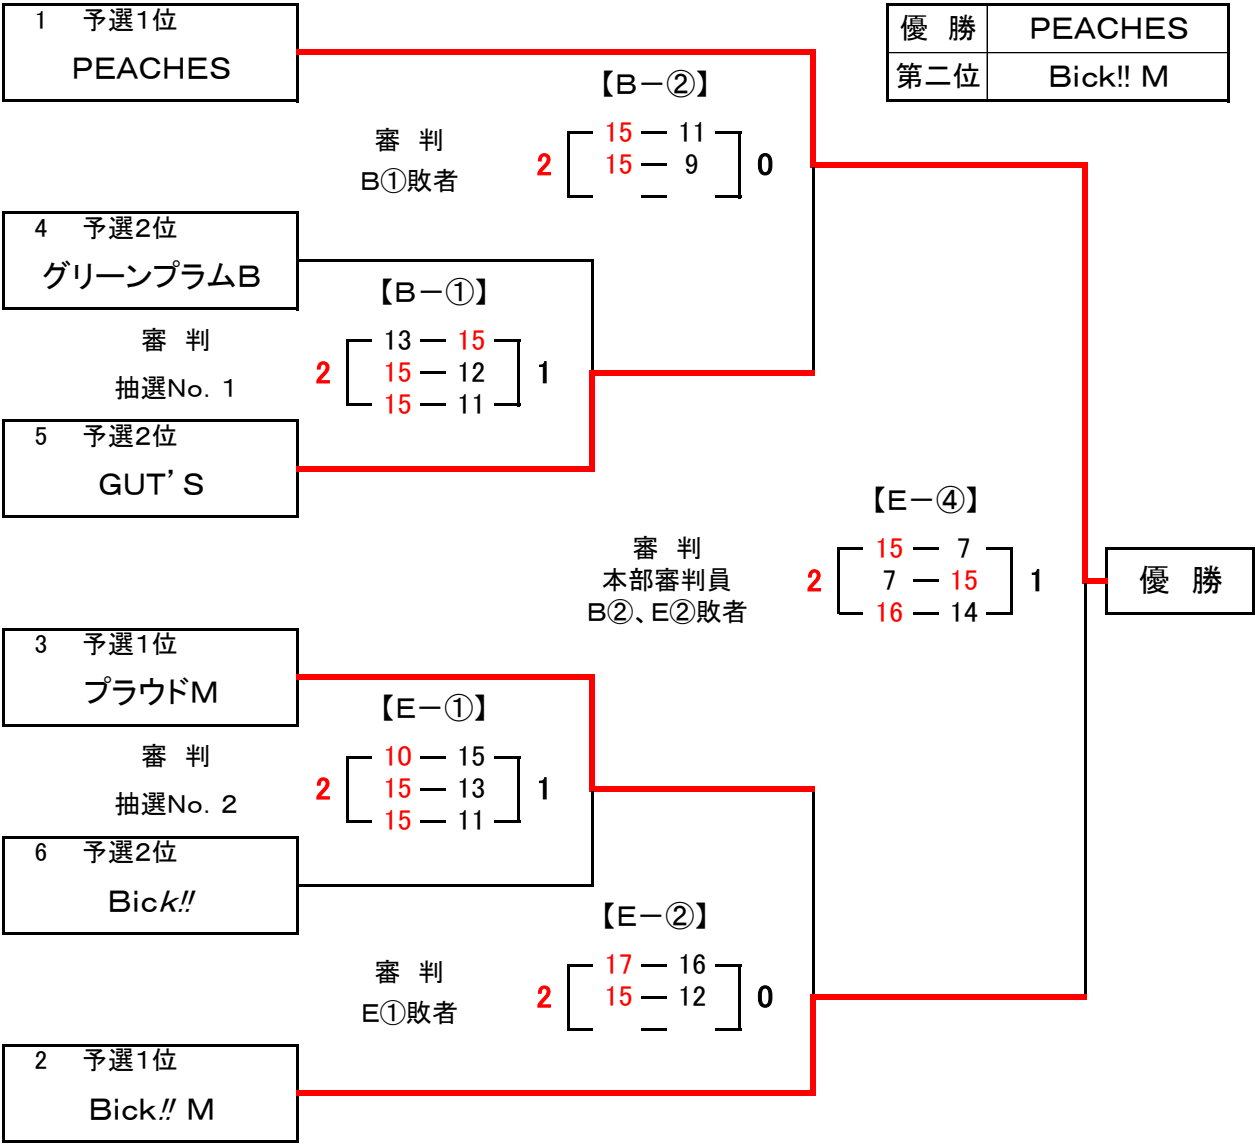 1 予選1位
PEACHES
優 勝 PEACHES
第二位 Bick!! M
【B－②】
審 判
B①敗者
2 15 ― 11 0
15 ― 9
―
4 予選2位
グリーンプラムB
【B－①】
審 判
抽選No. 1
2 13 ― 15 1
15 ― 12
15 ― 11
5 予選2位
GUT'S
【E－④】
審 判
本部審判員
B②、E②敗者
2 15 ― 7 1
7 ― 15
16 ― 14
優 勝
3 予選1位
プラウドM
【E－①】
審 判
抽選No. 2
2 10 ― 15 1
15 ― 13
15 ― 11
6 予選2位
Bick!!
【E－②】
審 判
E①敗者
2 17 ― 16 0
15 ― 12
―
2 予選1位
Bick!! M